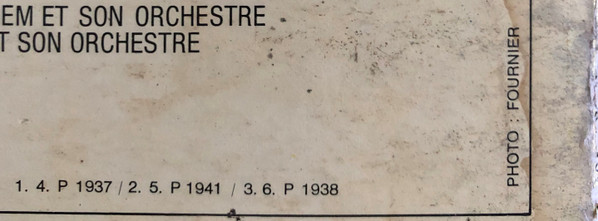 EM ET SON ORCHESTRE
T SON ORCHESTRE
1. 4. P 1937 / 2. 5. P 1941 / 3. 6. P 1938
PHOTO : FOURNIER